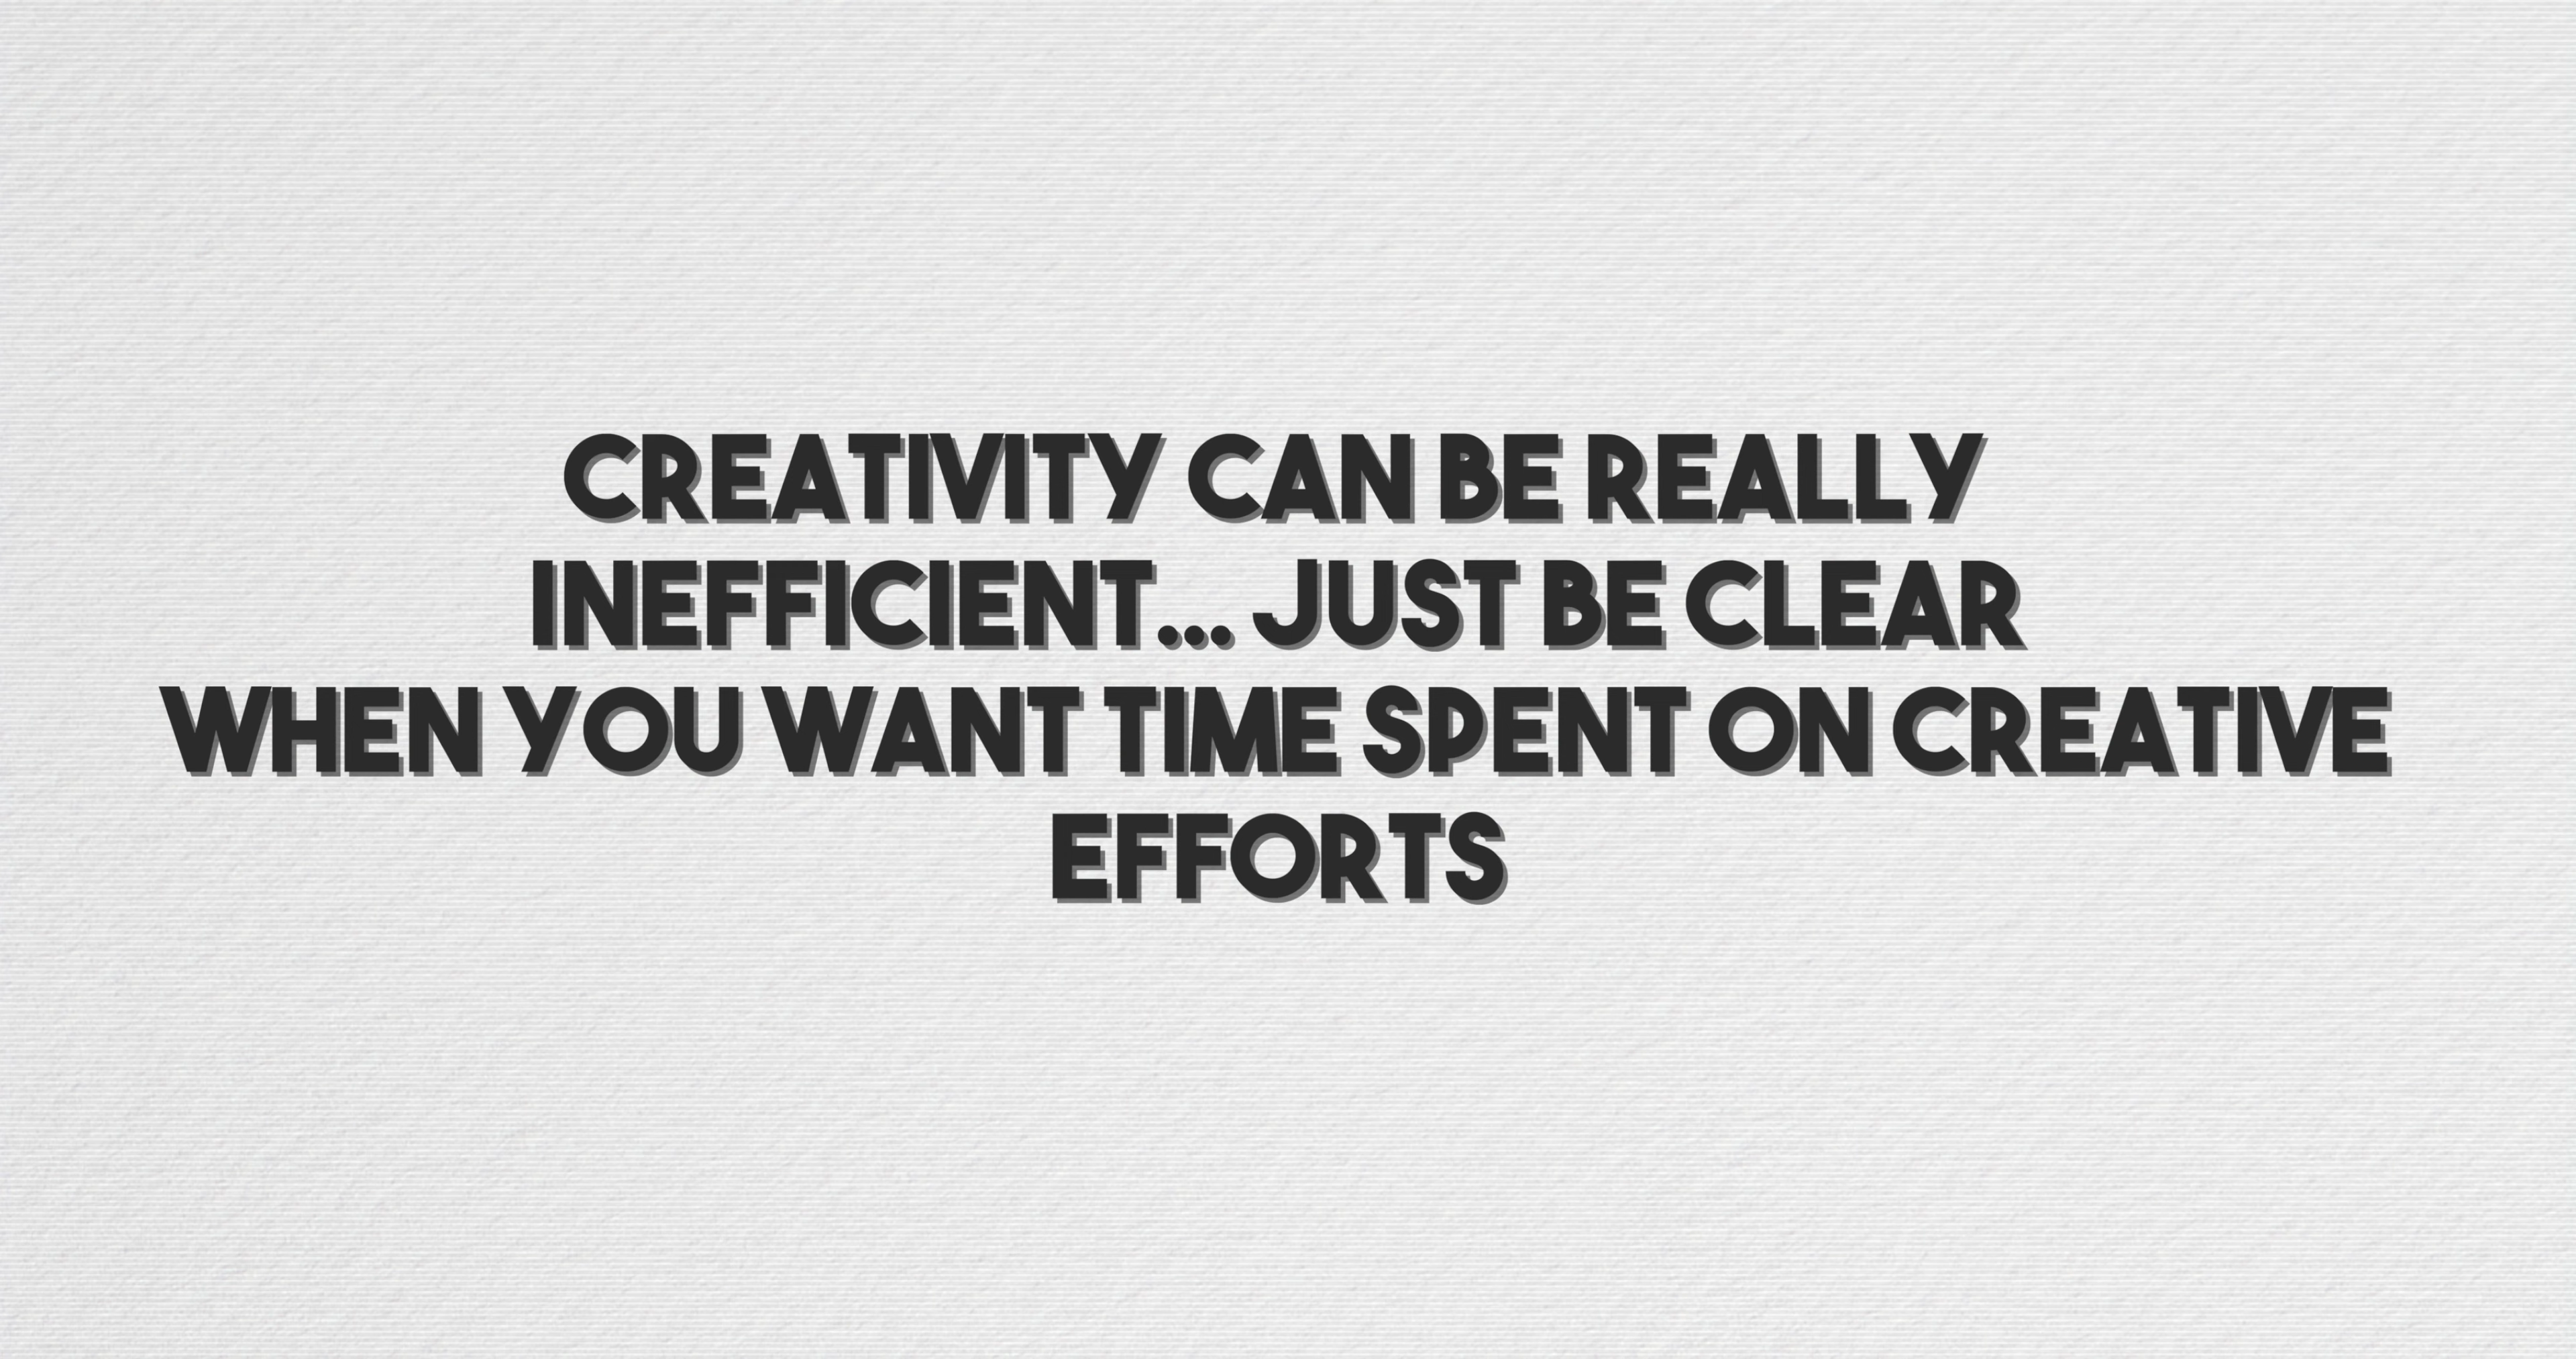 CREATIVITY CAN BE REALLY
INEFFICIENT... JUST BE CLEAR
WHEN YOU WANT TIME SPENT ON CREATIVE
EFFORTS